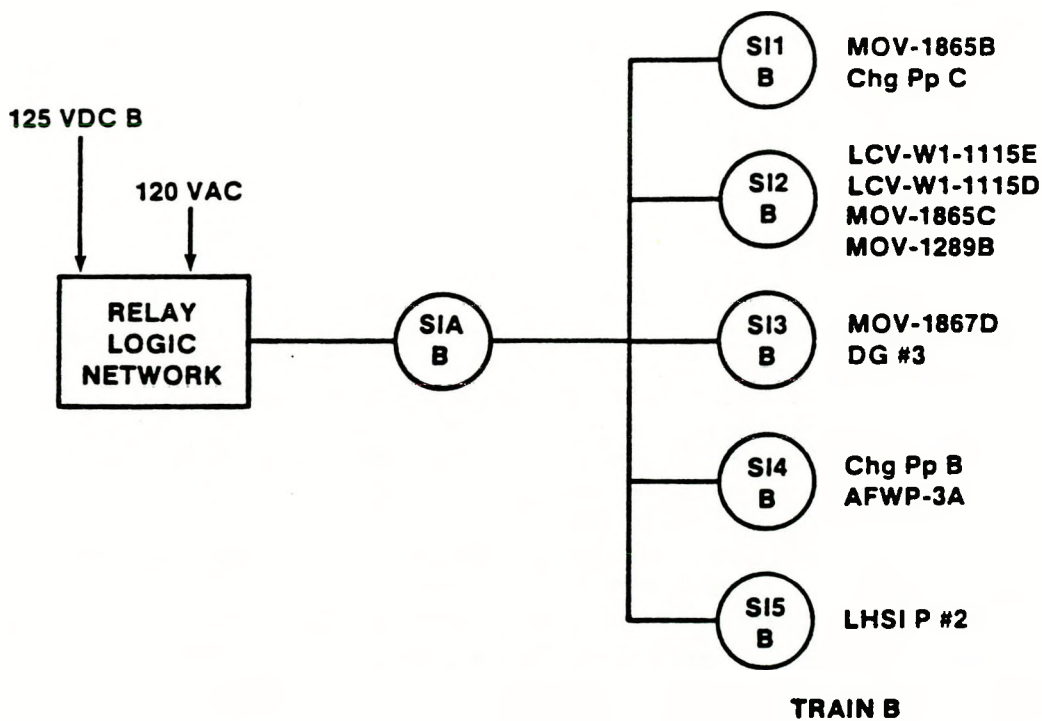 125 VDC B
120 VAC
RELAY
LOGIC
NETWORK
SIA
B
SI1
B
MOV-1865B
Chg Pp C
SI2
B
LCV-W1-1115E
LCV-W1-1115D
MOV-1865C
MOV-1289B
SI3
B
MOV-1867D
DG #3
SI4
B
Chg Pp B
AFWP-3A
SI5
B
LHSI P #2
TRAIN B